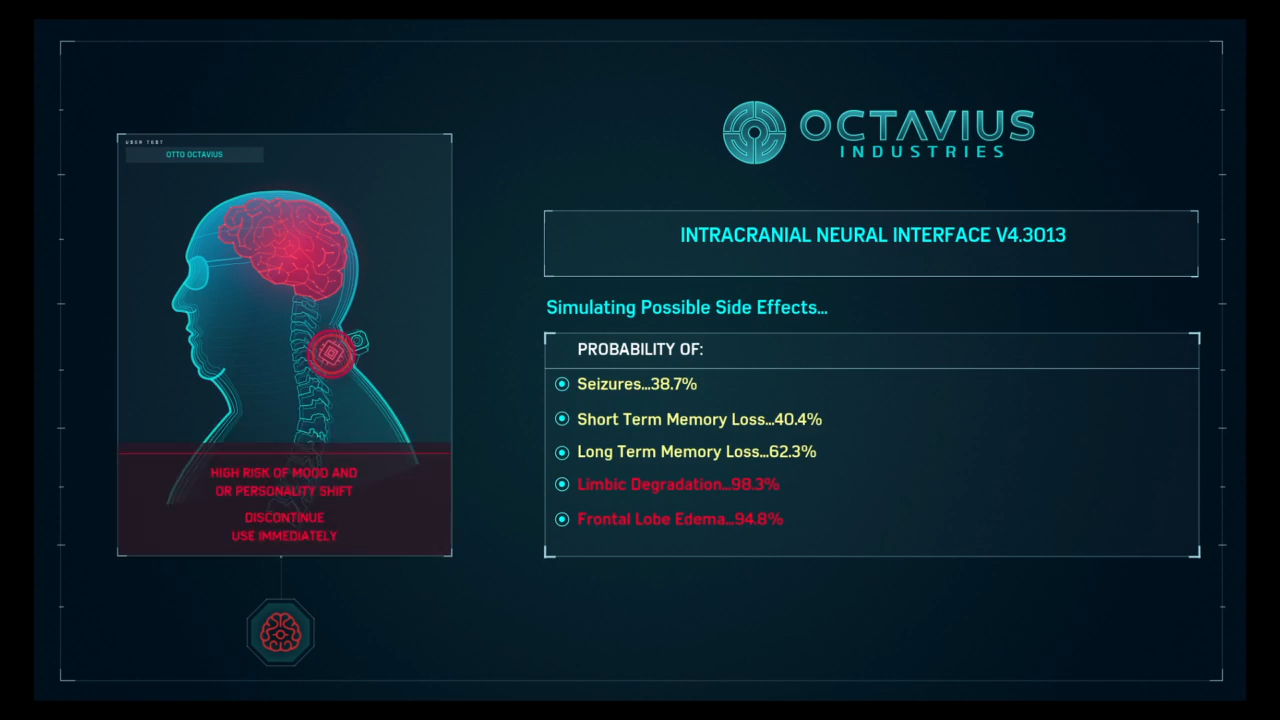 USER TEST
OTTO OCTAVIUS
HIGH RISK OF MOOD AND
OR PERSONALITY SHIFT
DISCONTINUE
USE IMMEDIATELY
OCTAVIUS
INDUSTRIES
INTRACRANIAL NEURAL INTERFACE V4.3013
Simulating Possible Side Effects...
PROBABILITY OF:
Seizures...38.7%
Short Term Memory Loss...40.4%
Long Term Memory Loss...62.3%
Limbic Degradation...98.3%
Frontal Lobe Edema...94.8%